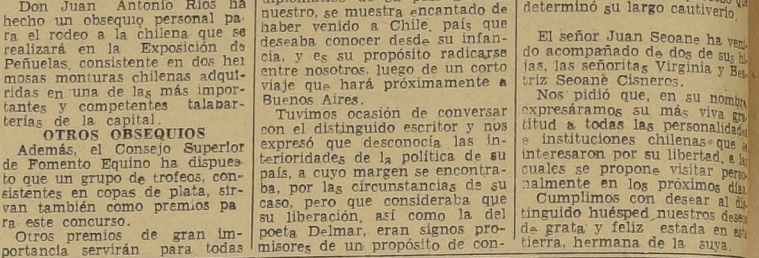 Don Juan Antonio Ríos ha
hecho un obsequio personal pa
ra el rodeo a la chilena que se
realizará en la Exposición de
Peñuelas, consistente en dos her
mosas monturas chilenas adqui-
ridas en una de las más impor-
tantes y competentes talabar-
terías de la capital.
OTROS OBSEQUIOS
Además, el Consejo Superior
de Fomento Equino ha dispues
to que un grupo de trofeos, con-
sistentes en copas de plata, sir-
van también como premios pa
ra este concurso.
Otros premios de gran im-
portancia servirán para todas
nuestro, se muestra encantado de
haber venido a Chile, país que
deseaba conocer desde su infan-
cia, y es su propósito radicarse
entre nosotros, luego de un corto
viaje que hará próximamente a
Buenos Aires.
Tuvimos ocasión de conversar
con el distinguido escritor y nos
expresó que desconocía las in-
terioridades de la política de su
país, a cuyo margen se encontra-
ba, por las circunstancias de su
caso, pero que consideraba que
su liberación, así como la del
poeta Delmar, eran signos pro-
misores de un propósito de con-
determinó su largo cautiverio.
El señor Juan Seoane ha veni
do acompañado de dos de sus hi
jas, las señoritas Virginia y Bea
triz Seoane Cisneros.
Nos pidió que, en su nombre
expresáramos su más viva gra
titud a todas las personalidades
e instituciones chilenas que se
interesaron por su libertad, a las
cuales se propone visitar perso
nalmente en los próximos días.
Cumplimos con desear al dis
tinguido huésped nuestros deseos
de grata y feliz estada en esta
tierra, hermana de la suya.